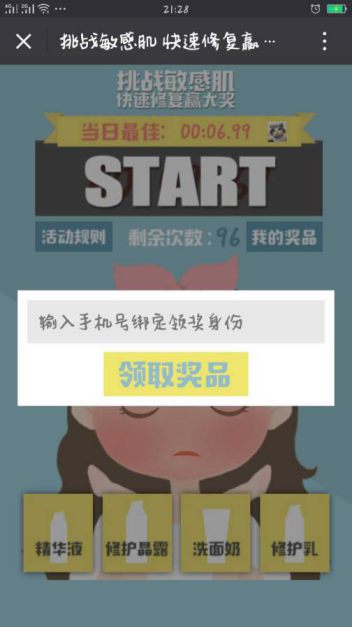 21:28
挑战敏感肌 快速修复赢…
挑战敏感肌
快速修复赢大奖
当日最佳：00:06.99
START
活动规则 剩余次数：96 我的奖品
输入手机号绑定领奖身份
领取奖品
精华液 修护晶露 洗面奶 修护乳